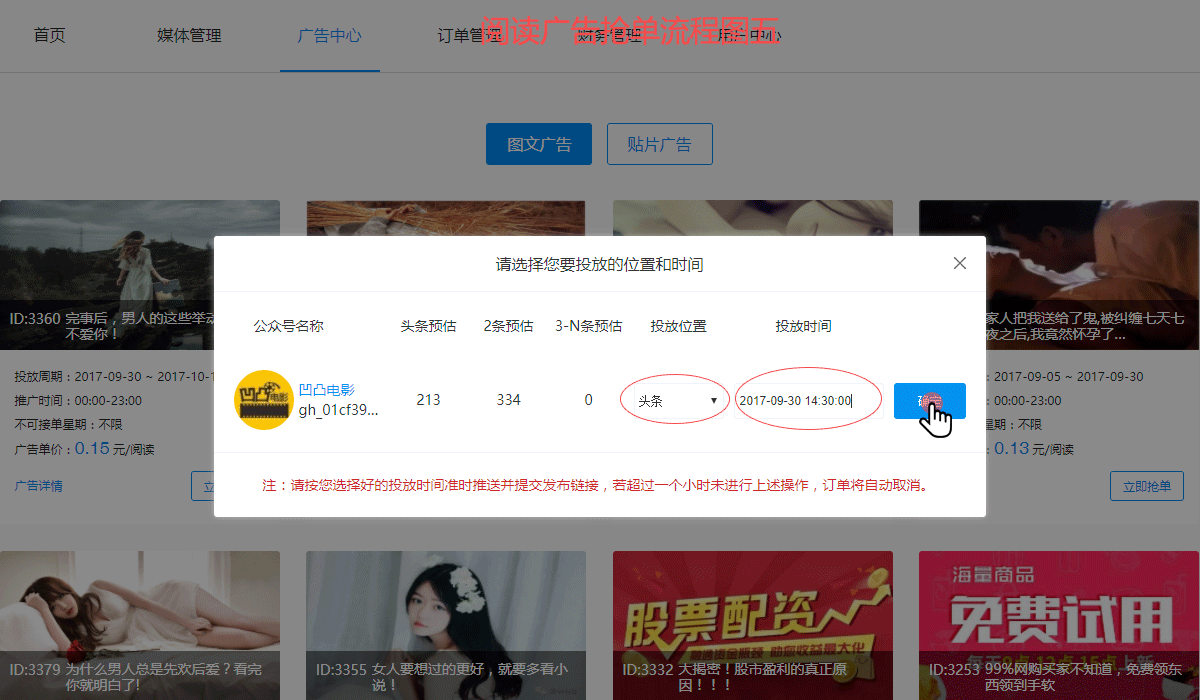 阅读广告抢单流程图五
首页
媒体管理
广告中心
订单管理
财务管理
用户中心
图文广告
贴片广告
ID:3360 完事后，男人的这些举动
不爱你！
家人把我送给了鬼,被纠缠七天七
夜之后,我竟然怀孕了...
请选择您要投放的位置和时间
公众号名称
头条预估
2条预估
3-N条预估
投放位置
投放时间
凹凸电影
凹凸电影
gh_01cf39...
213
334
0
头条
2017-09-30 14:30:00
确定
注：请按您选择好的投放时间准时推送并提交发布链接，若超过一个小时未进行上述操作，订单将自动取消。
投放周期：2017-09-30 ~ 2017-10-1
推广时间：00:00-23:00
不可接单星期：不限
广告单价：0.15 元/阅读
广告详情
立
：2017-09-05 ~ 2017-09-30
：00:00-23:00
星期：不限
：0.13 元/阅读
立即抢单
ID:3379 为什么男人总是先欢后爱？看完
你就明白了!
ID:3355 女人要想过的更好，就要多看小
说！
股票配资
ID:3332 大揭密！股市盈利的真正原
因！！！
海量商品
免费试用
ID:3253 99%网购买家不知道，免费领东
西领到手软